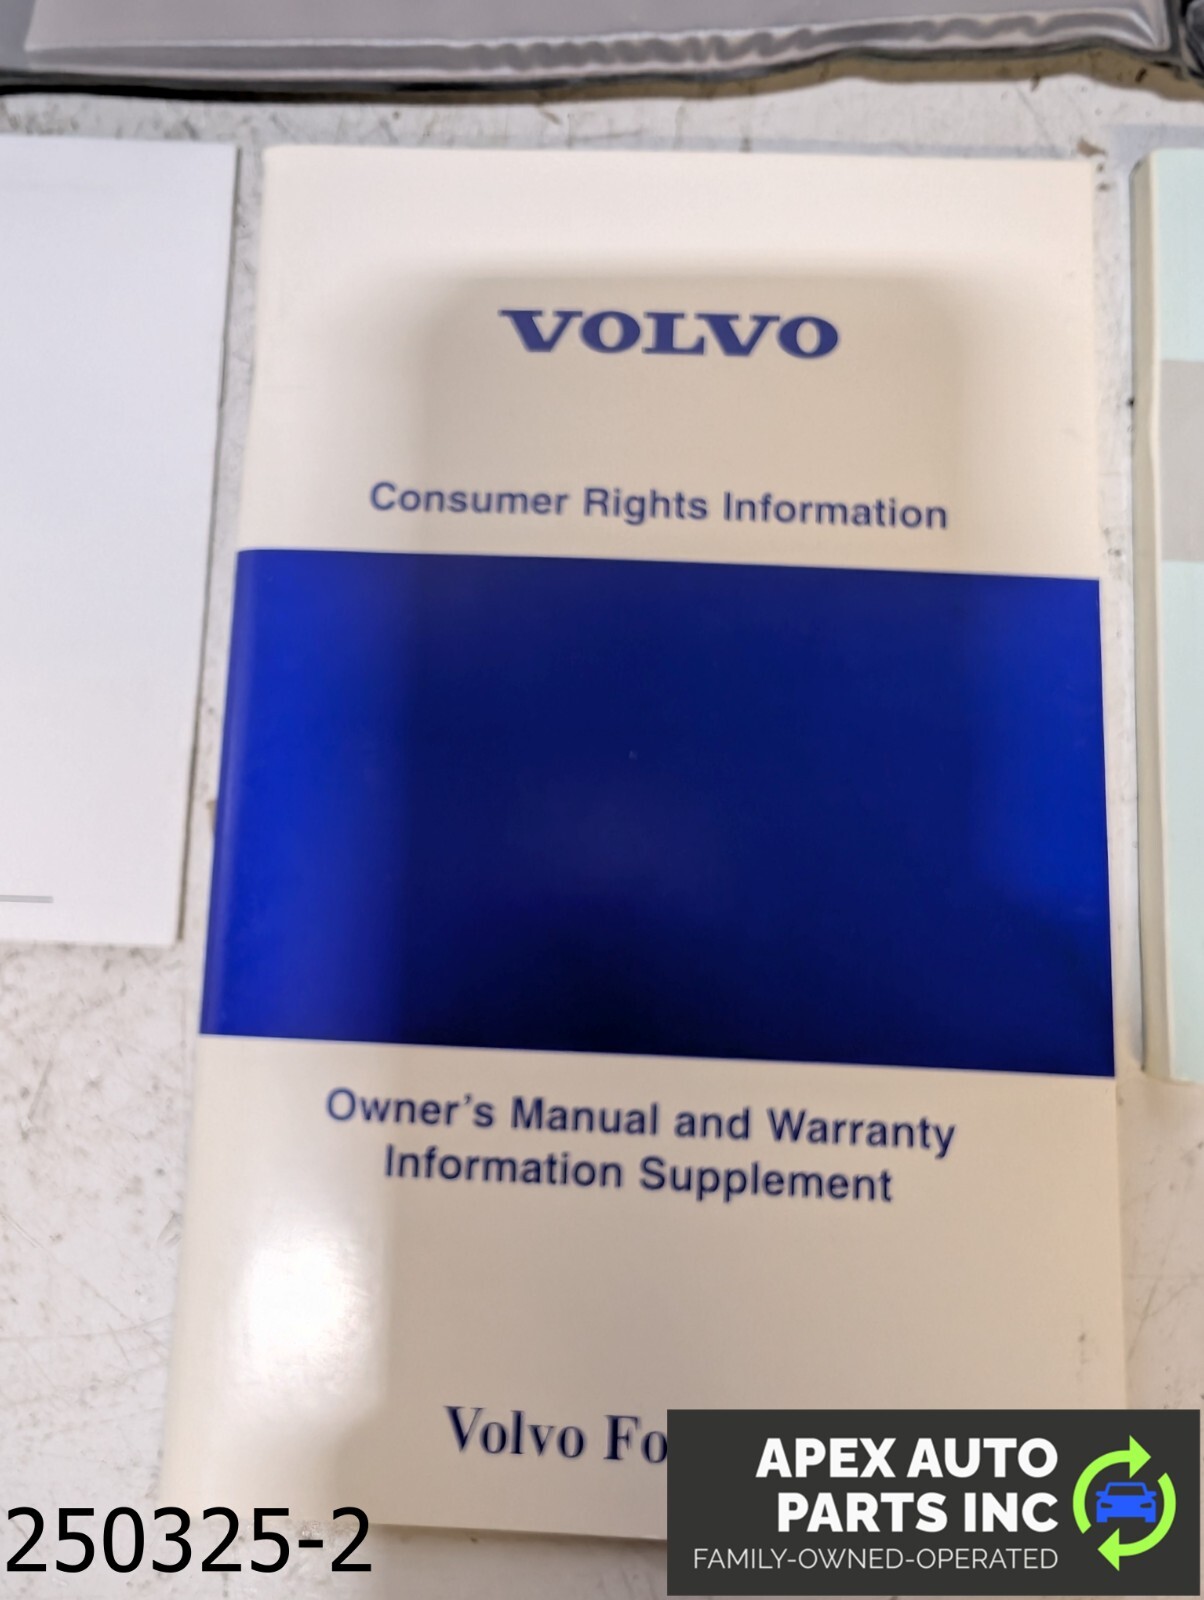 VOLVO
Consumer Rights Information
Owner's Manual and Warranty
Information Supplement
Volvo
250325-2
APEX AUTO
PARTS INC
FAMILY-OWNED-OPERATED